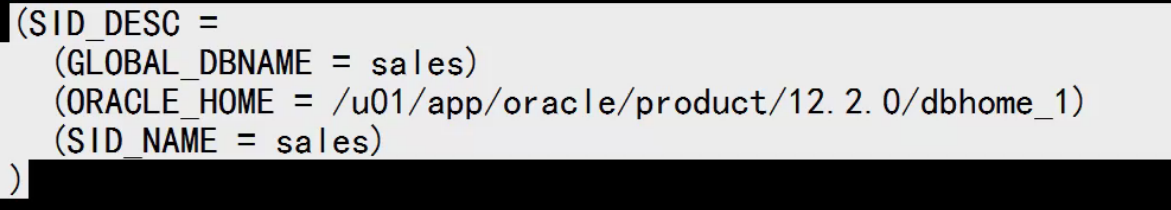 (SID_DESC =
(GLOBAL_DBNAME = sales)
(ORACLE_HOME = /u01/app/oracle/product/12.2.0/dbhome_1)
(SID_NAME = sales)
)